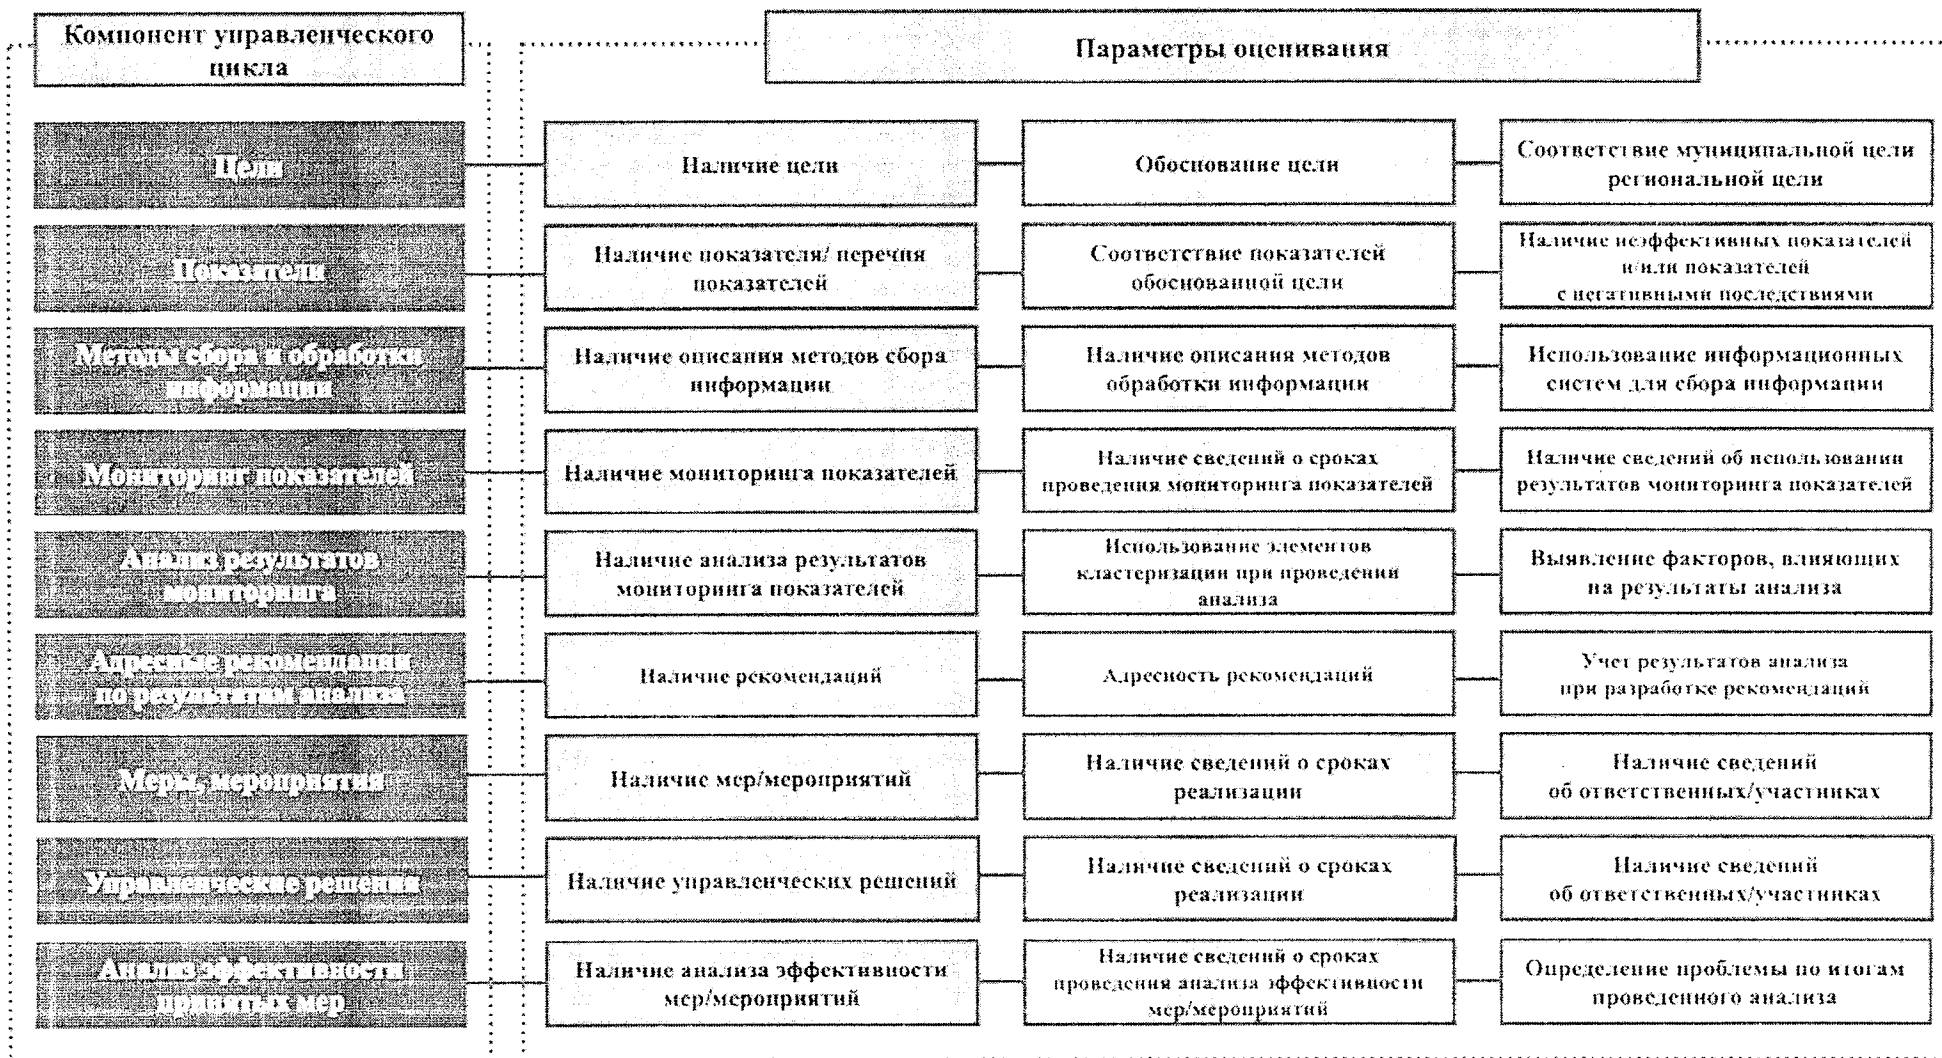 Компонент управленческого
цикла
Параметры оценивания
Цели
Наличие цели
Обоснование цели
Соответствие муниципальной цели
региональной цели
Показатели
Наличие показателя/ перечня
показателей
Соответствие показателей
обоснованной цели
Наличие неэффективных показателей
и/или показателей
с негативными последствиями
Методы сбора и обработки
информации
Наличие описания методов сбора
информации
Наличие описания методов
обработки информации
Использование информационных
систем для сбора информации
Мониторинг показателей
Наличие мониторинга показателей
Наличие сведений о сроках
проведения мониторинга показателей
Наличие сведений об использовании
результатов мониторинга показателей
Анализ результатов
мониторинга
Наличие анализа результатов
мониторинга показателей
Использование элементов
кластеризации при проведении
анализа
Выявление факторов, влияющих
на результаты анализа
Адресные рекомендации
по результатам анализа
Наличие рекомендаций
Адресность рекомендаций
Учет результатов анализа
при разработке рекомендаций
Меры, мероприятия
Наличие мер/мероприятий
Наличие сведений о сроках
реализации
Наличие сведений
об ответственных/участниках
Управленческие решения
Наличие управленческих решений
Наличие сведений о сроках
реализации
Наличие сведений
об ответственных/участниках
Анализ эффективности
принятых мер
Наличие анализа эффективности
мер/мероприятий
Наличие сведений о сроках
проведения анализа эффективности
мер/мероприятий
Определение проблемы по итогам
проведенного анализа